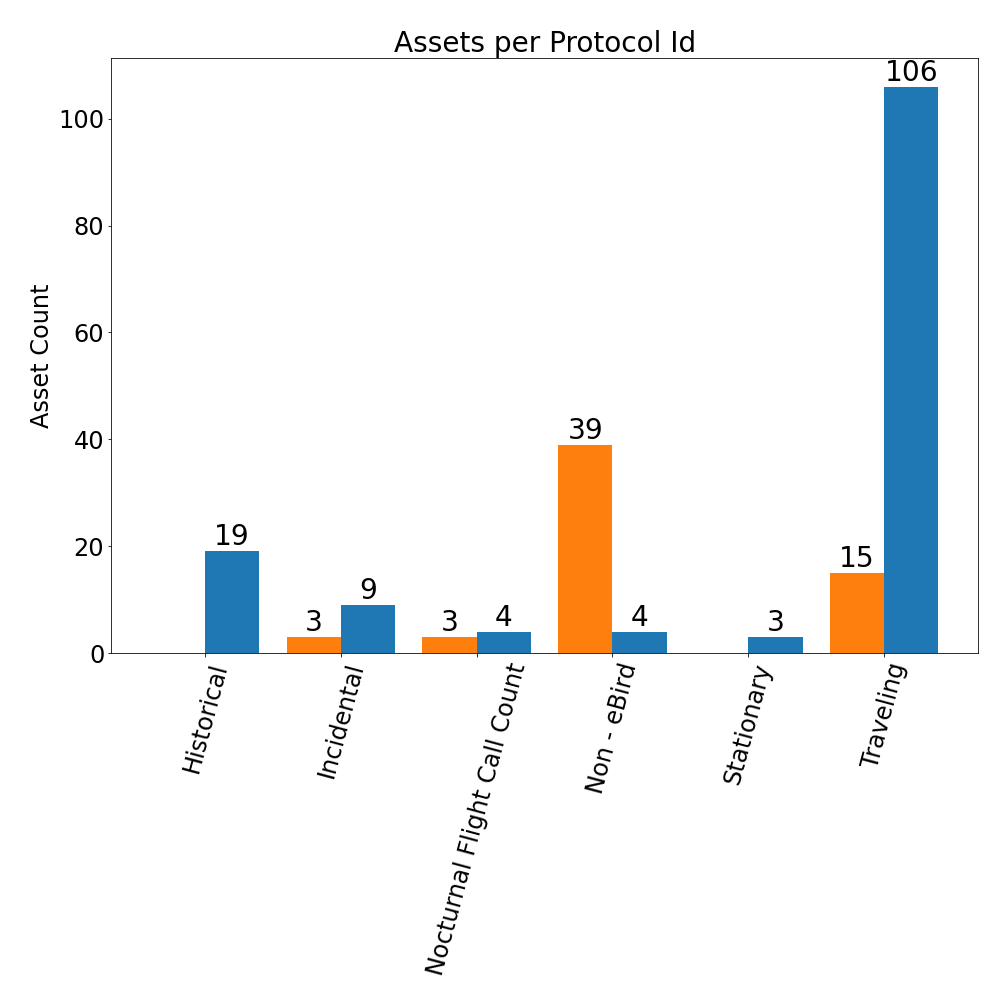 Assets per Protocol Id
Asset Count
100
80
60
40
20
0
19
3
9
3
4
39
4
3
15
106
Historical
Incidental
Nocturnal Flight Call Count
Non - eBird
Stationary
Traveling